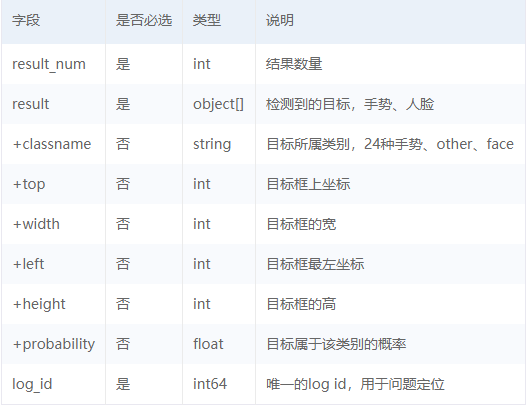 字段 是否必选 类型 说明
result_num 是 int 结果数量
result 是 object[] 检测到的目标，手势、人脸
+classname 否 string 目标所属类别，24种手势、other、face
+top 否 int 目标框上坐标
+width 否 int 目标框的宽
+left 否 int 目标框最左坐标
+height 否 int 目标框的高
+probability 否 float 目标属于该类别的概率
log_id 是 int64 唯一的log id，用于问题定位